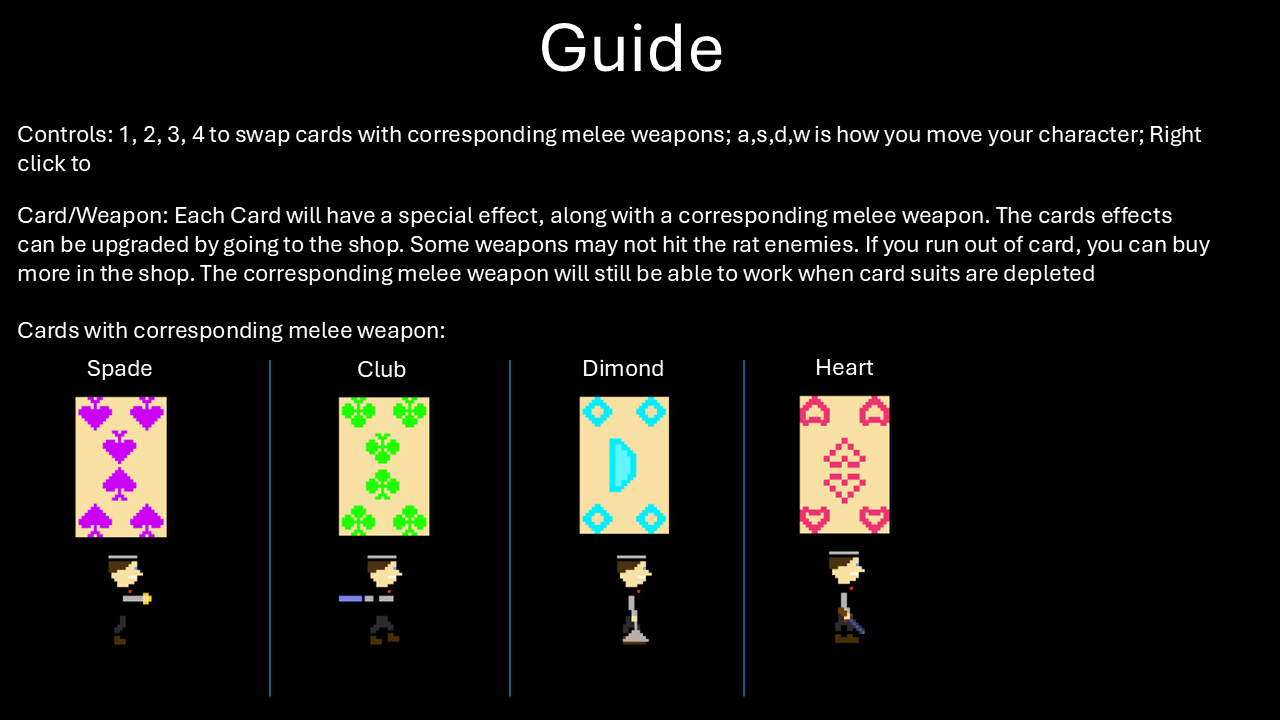 Guide
Controls: 1, 2, 3, 4 to swap cards with corresponding melee weapons; a,s,d,w is how you move your character; Right
click to
Card/Weapon: Each Card will have a special effect, along with a corresponding melee weapon. The cards effects
can be upgraded by going to the shop. Some weapons may not hit the rat enemies. If you run out of card, you can buy
more in the shop. The corresponding melee weapon will still be able to work when card suits are depleted
Cards with corresponding melee weapon:
Spade
Club
Dimond
Heart